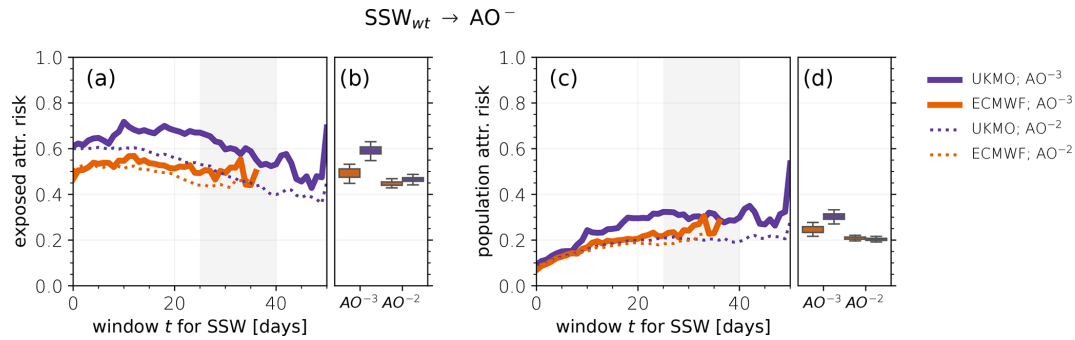 SSW_{wt} → AO⁻
(a)
(b)
(c)
(d)
exposed attr. risk
1.0
0.8
0.6
0.4
0.2
0.0
0
20
40
window t for SSW [days]
AO⁻³ AO⁻²
population attr. risk
1.0
0.8
0.6
0.4
0.2
0.0
0
20
40
window t for SSW [days]
AO⁻³ AO⁻²
UKMO; AO⁻³
ECMWF; AO⁻³
UKMO; AO⁻²
ECMWF; AO⁻²